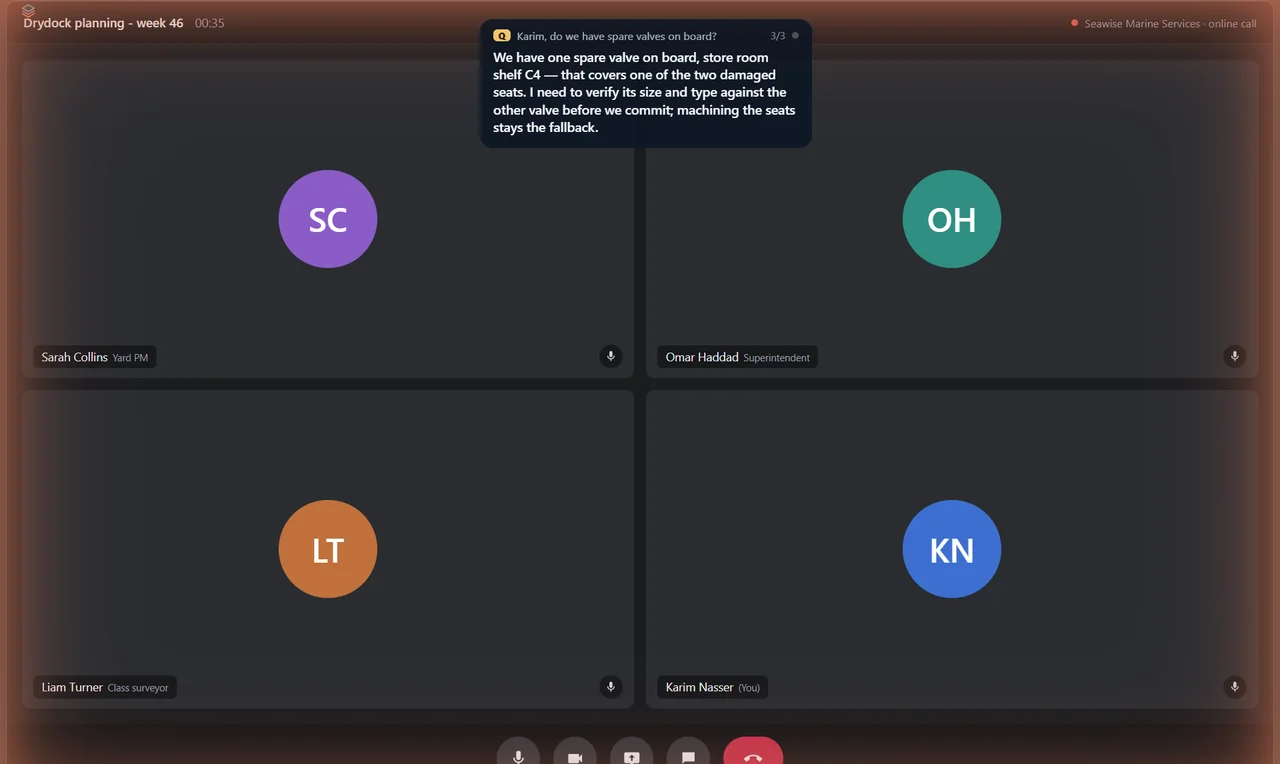 Drydock planning - week 46 00:35
Seawise Marine Services · online call
Q Karim, do we have spare valves on board? 3/3
We have one spare valve on board, store room
shelf C4 — that covers one of the two damaged
seats. I need to verify its size and type against the
other valve before we commit; machining the seats
stays the fallback.
SC
OH
Sarah Collins Yard PM
Omar Haddad Superintendent
LT
KN
Liam Turner Class surveyor
Karim Nasser (You)